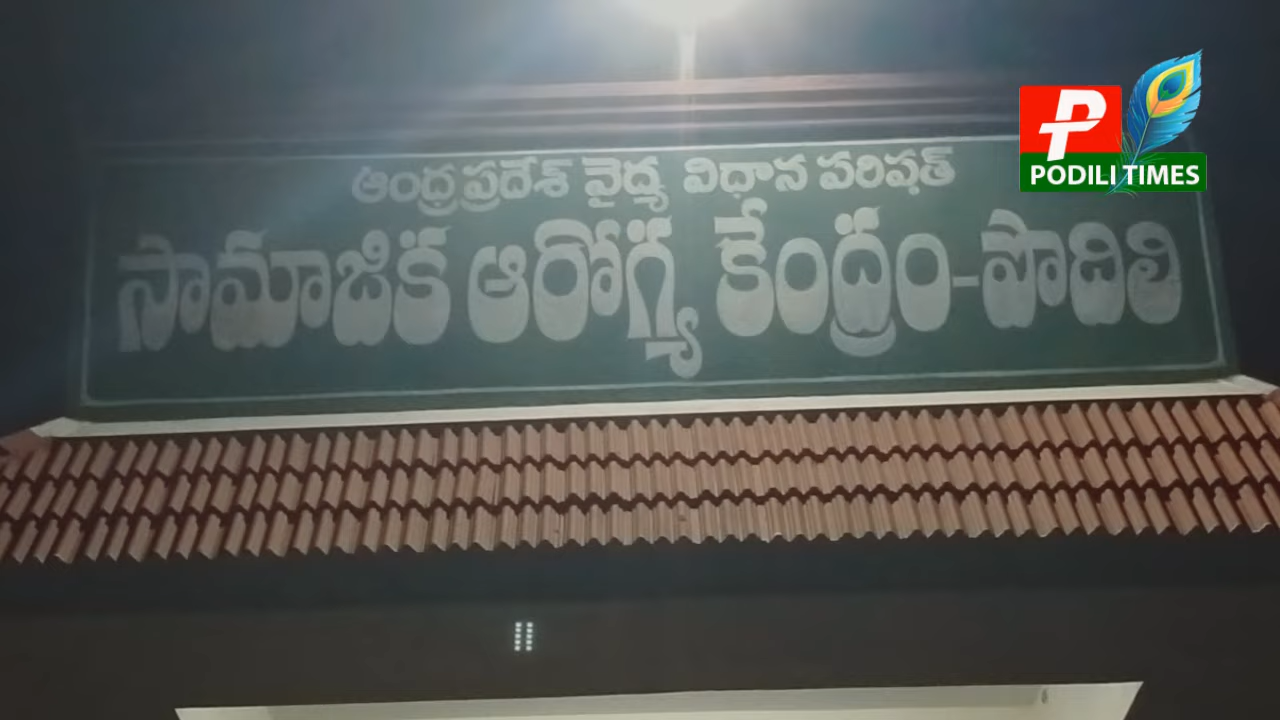 ఆంధ్రప్రదేశ్ వైద్య విధాన పరిషత్
సామాజిక ఆరోగ్య కేంద్రం-పొదిలి
PODILI TIMES